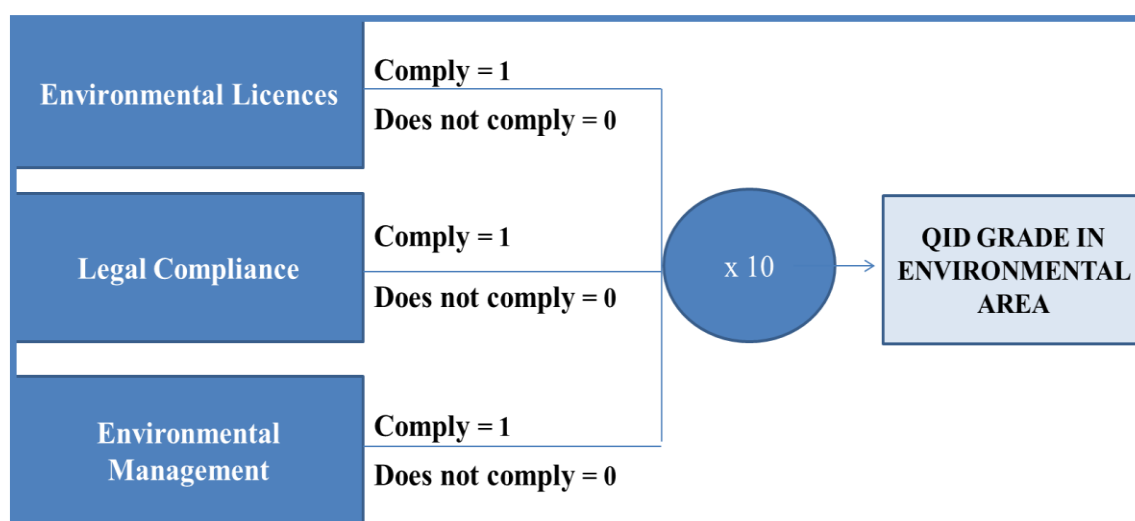 Environmental Licences
Comply = 1
Does not comply = 0
Legal Compliance
Comply = 1
Does not comply = 0
Environmental
Management
Comply = 1
Does not comply = 0
x 10
QID GRADE IN
ENVIRONMENTAL
AREA